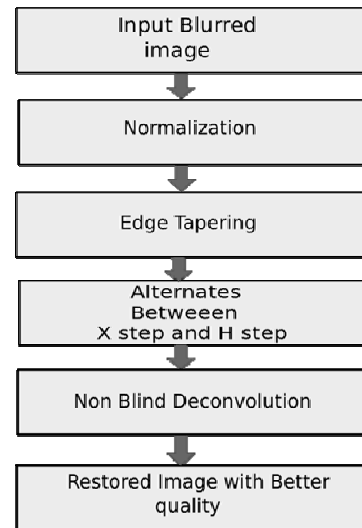 Input Blurred
image
Normalization
Edge Tapering
Alternates
Betweeen
X step and H step
Non Blind Deconvolution
Restored Image with Better
quality